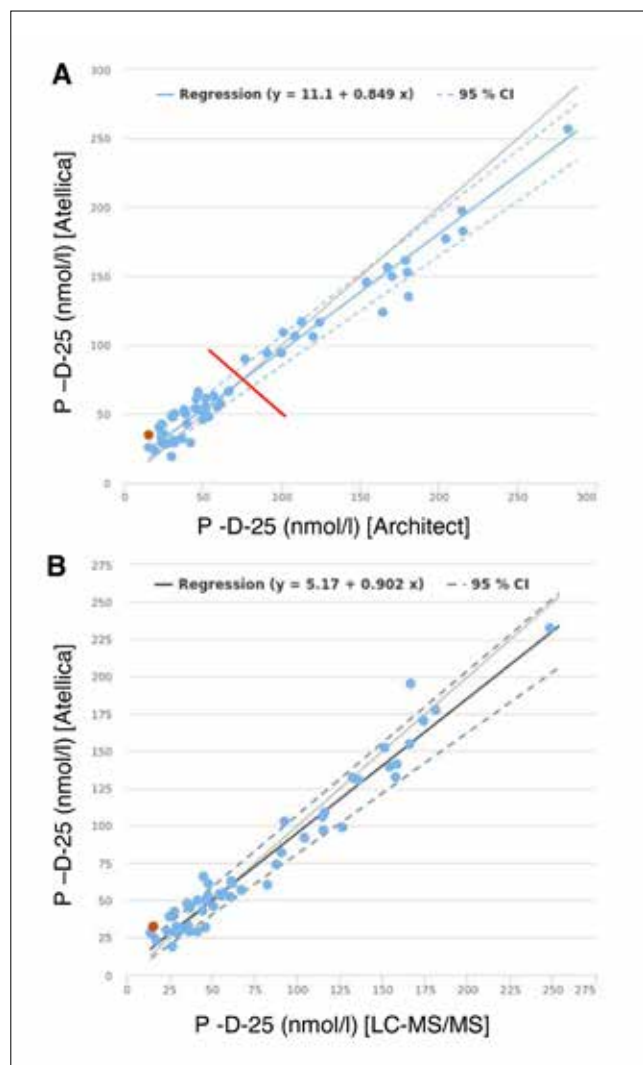 A
300
250
200
150
100
50
0
Regression (y = 11.1 + 0.849 x)
95 % CI
P –D-25 (nmol/l) [Atellica]
0 50 100 150 200 250 300
P -D-25 (nmol/l) [Architect]
B
275
250
225
200
175
150
125
100
75
50
25
0
Regression (y = 5.17 + 0.902 x)
95 % CI
P –D-25 (nmol/l) [Atellica]
0 25 50 75 100 125 150 175 200 225 250 275
P -D-25 (nmol/l) [LC-MS/MS]